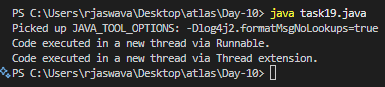 PS C:\Users\rjaswava\Desktop\atlas\Day-10> java task19.java
Picked up JAVA_TOOL_OPTIONS: -Dlog4j2.formatMsgNoLookups=true
Code executed in a new thread via Runnable.
Code executed in a new thread via Thread extension.
PS C:\Users\rjaswava\Desktop\atlas\Day-10>